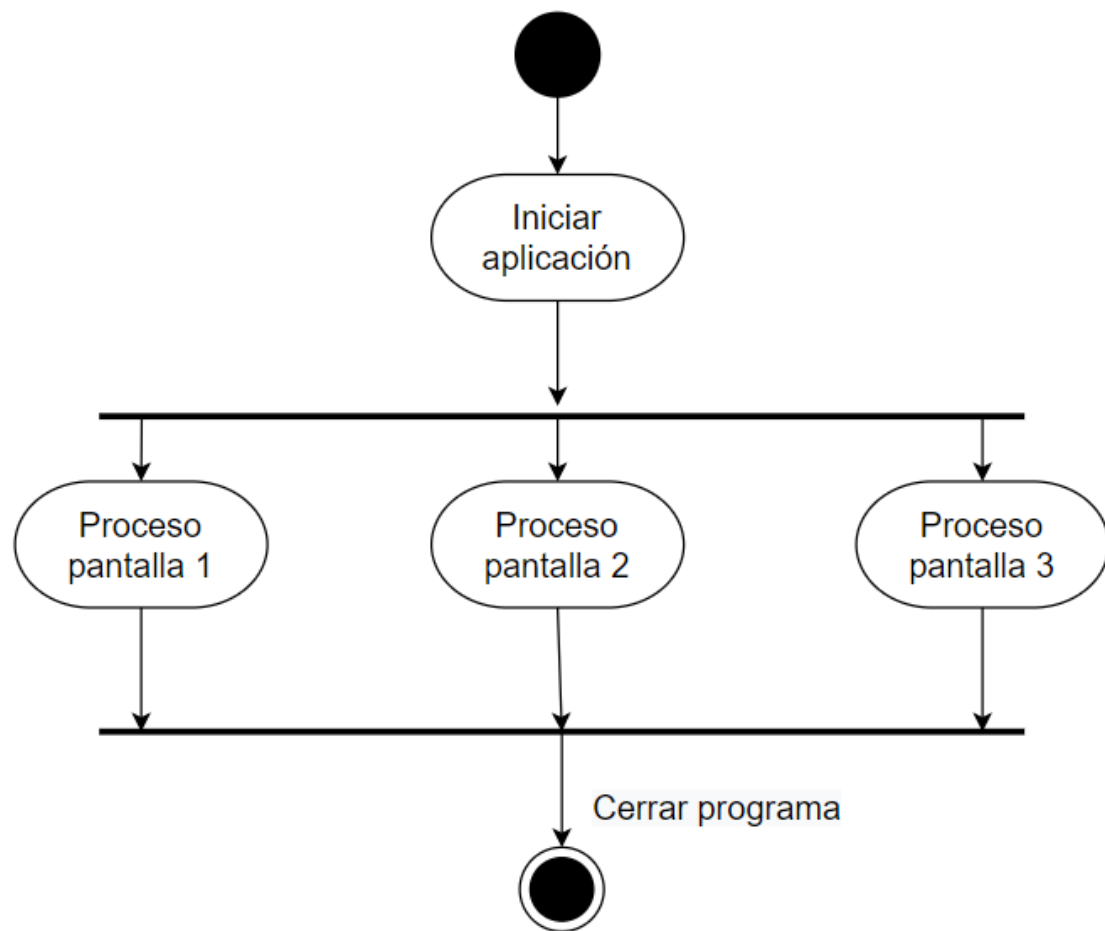 Iniciar
aplicación
Proceso
pantalla 1
Proceso
pantalla 2
Proceso
pantalla 3
Cerrar programa